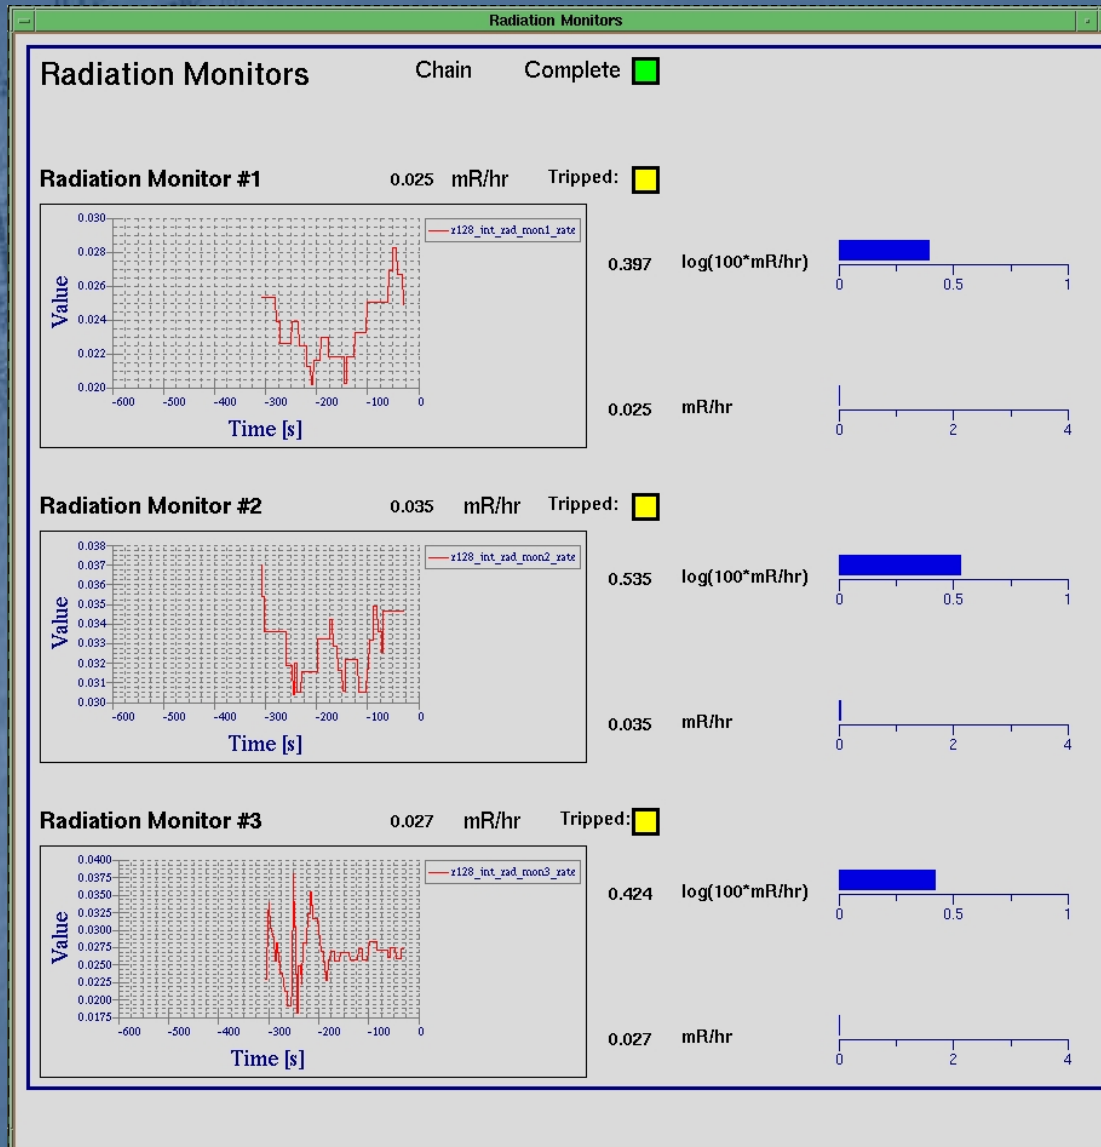 Radiation Monitors
Radiation Monitors Chain Complete
Radiation Monitor #1 0.025 mR/hr Tripped:
0.030
0.028
0.026
0.024
0.022
0.020
Value
-600 -500 -400 -300 -200 -100 0
Time [s]
r128_int_rad_mon1_rate
0.397 log(100*mR/hr)
0 0.5 1
0.025 mR/hr
0 2 4
Radiation Monitor #2 0.035 mR/hr Tripped:
0.038
0.037
0.036
0.035
0.034
0.033
0.032
0.031
0.030
Value
-600 -500 -400 -300 -200 -100 0
Time [s]
r128_int_rad_mon2_rate
0.535 log(100*mR/hr)
0 0.5 1
0.035 mR/hr
0 2 4
Radiation Monitor #3 0.027 mR/hr Tripped:
0.0400
0.0375
0.0350
0.0325
0.0300
0.0275
0.0250
0.0225
0.0200
0.0175
Value
-600 -500 -400 -300 -200 -100 0
Time [s]
r128_int_rad_mon3_rate
0.424 log(100*mR/hr)
0 0.5 1
0.027 mR/hr
0 2 4